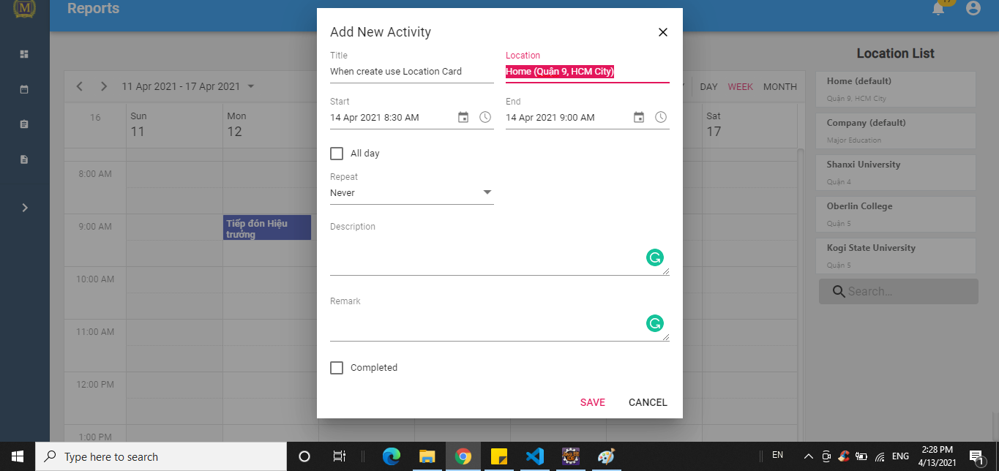 M
Reports
17
Add New Activity
Title
Location
When create use Location Card
Home (Quận 9, HCM City)
Start
End
14 Apr 2021 8:30 AM
14 Apr 2021 9:00 AM
All day
Repeat
Never
Description
Remark
Completed
SAVE
CANCEL
11 Apr 2021 - 17 Apr 2021
DAY
WEEK
MONTH
16
Sun
11
Mon
12
Sat
17
8:00 AM
9:00 AM
Tiếp đón Hiệu
trưởng
10:00 AM
11:00 AM
12:00 PM
1:00 PM
Location List
Home (default)
Quận 9, HCM City
Company (default)
Major Education
Shanxi University
Quận 4
Oberlin College
Quận 5
Kogi State University
Quận 5
Search...
Type here to search
EN
ENG
2:28 PM
4/13/2021
1